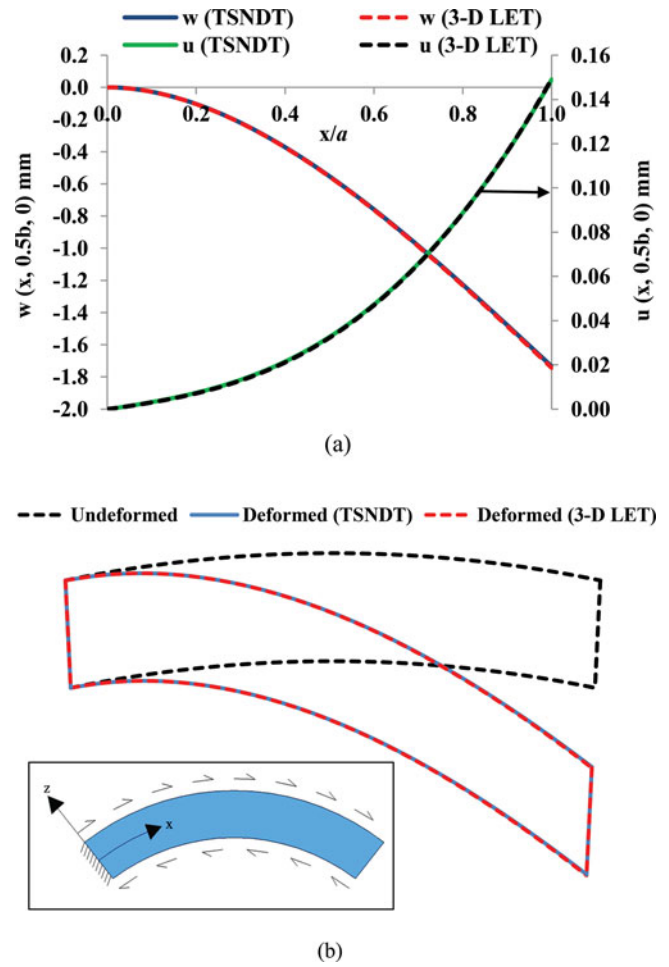 w (TSNDT) w (3-D LET)
u (TSNDT) u (3-D LET)
0.2 0.16
0.0 0.14
-0.2 0.12
-0.4 0.10
-0.6 0.08
-0.8 0.06
-1.0 0.04
-1.2 0.02
-1.4 0.00
-1.6
-1.8
-2.0
0.0 0.2 0.4 0.6 0.8 1.0
x/a
w (x, 0.5b, 0) mm
u (x, 0.5b, 0) mm
(a)
Undeformed Deformed (TSNDT) Deformed (3-D LET)
z
x
(b)